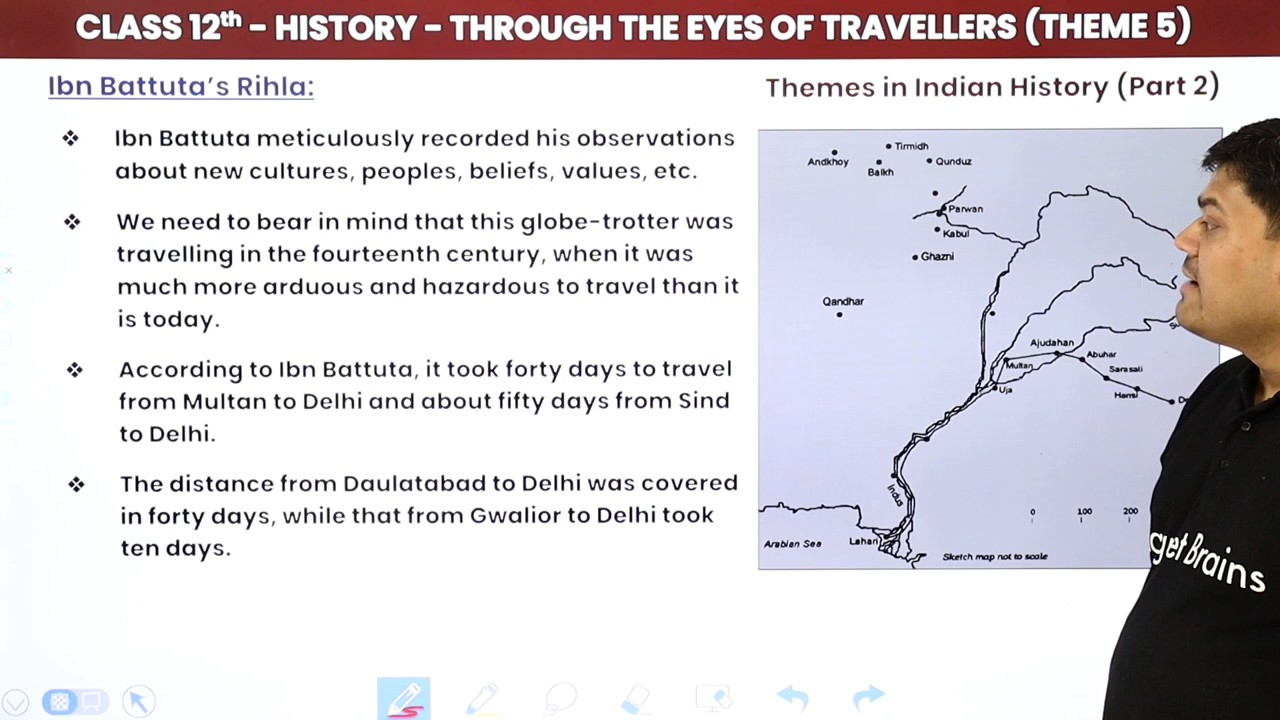 CLASS 12th – HISTORY – THROUGH THE EYES OF TRAVELLERS (THEME 5)
Ibn Battuta’s Rihla:
❖ Ibn Battuta meticulously recorded his observations
about new cultures, peoples, beliefs, values, etc.
❖ We need to bear in mind that this globe-trotter was
travelling in the fourteenth century, when it was
much more arduous and hazardous to travel than it
is today.
❖ According to Ibn Battuta, it took forty days to travel
from Multan to Delhi and about fifty days from Sind
to Delhi.
❖ The distance from Daulatabad to Delhi was covered
in forty days, while that from Gwalior to Delhi took
ten days.
Themes in Indian History (Part 2)
Tirmidh
Andkhoy
Qunduz
Balkh
Parwan
Kabul
Ghazni
Qandhar
Ajudahan
Abuhar
Multan
Sarasati
Uja
Hansi
Indus
0 100 200
Arabian Sea
Lahari
Sketch map not to scale
get Brains